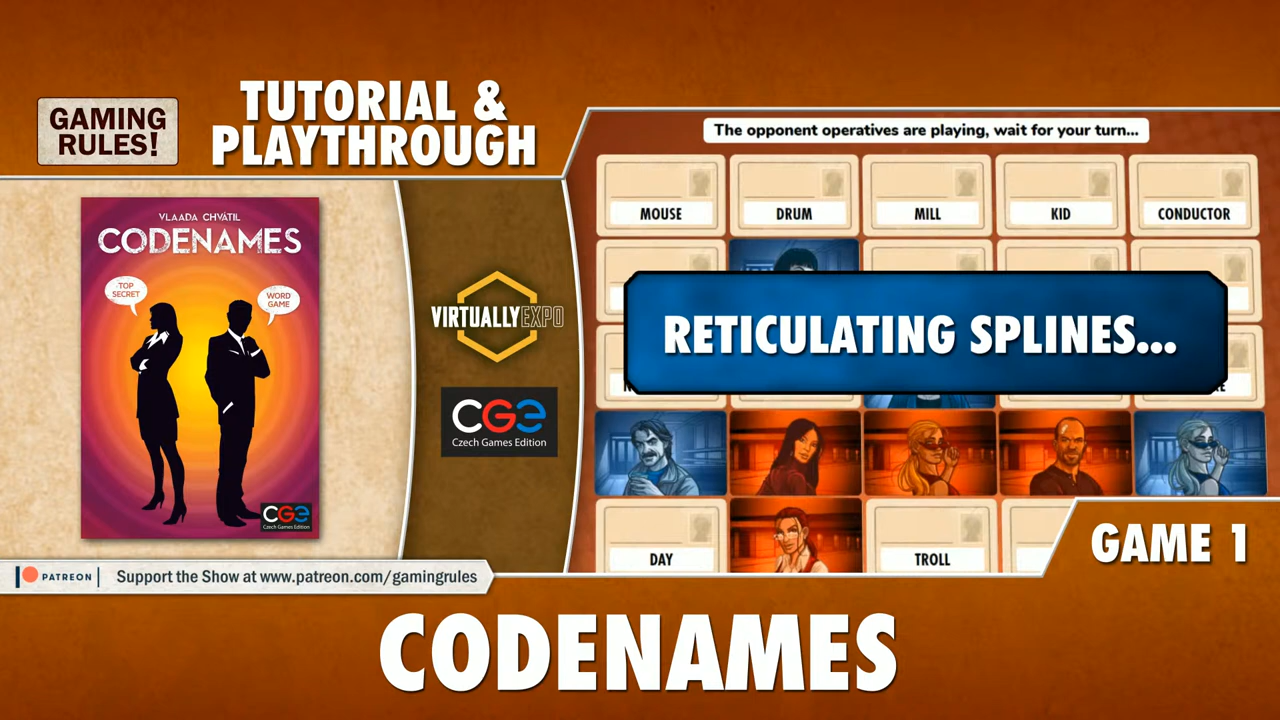 GAMING
RULES!
TUTORIAL &
PLAYTHROUGH
The opponent operatives are playing, wait for your turn...
MOUSE
DRUM
MILL
KID
CONDUCTOR
VLAADA CHVÁTIL
CODENAMES
TOP
SECRET
WORD
GAME
CGE
Czech Games Edition
VIRTUALLYEXPO
CGE
Czech Games Edition
RETICULATING SPLINES...
DAY
TROLL
GAME 1
PATREON
Support the Show at www.patreon.com/gamingrules
CODENAMES